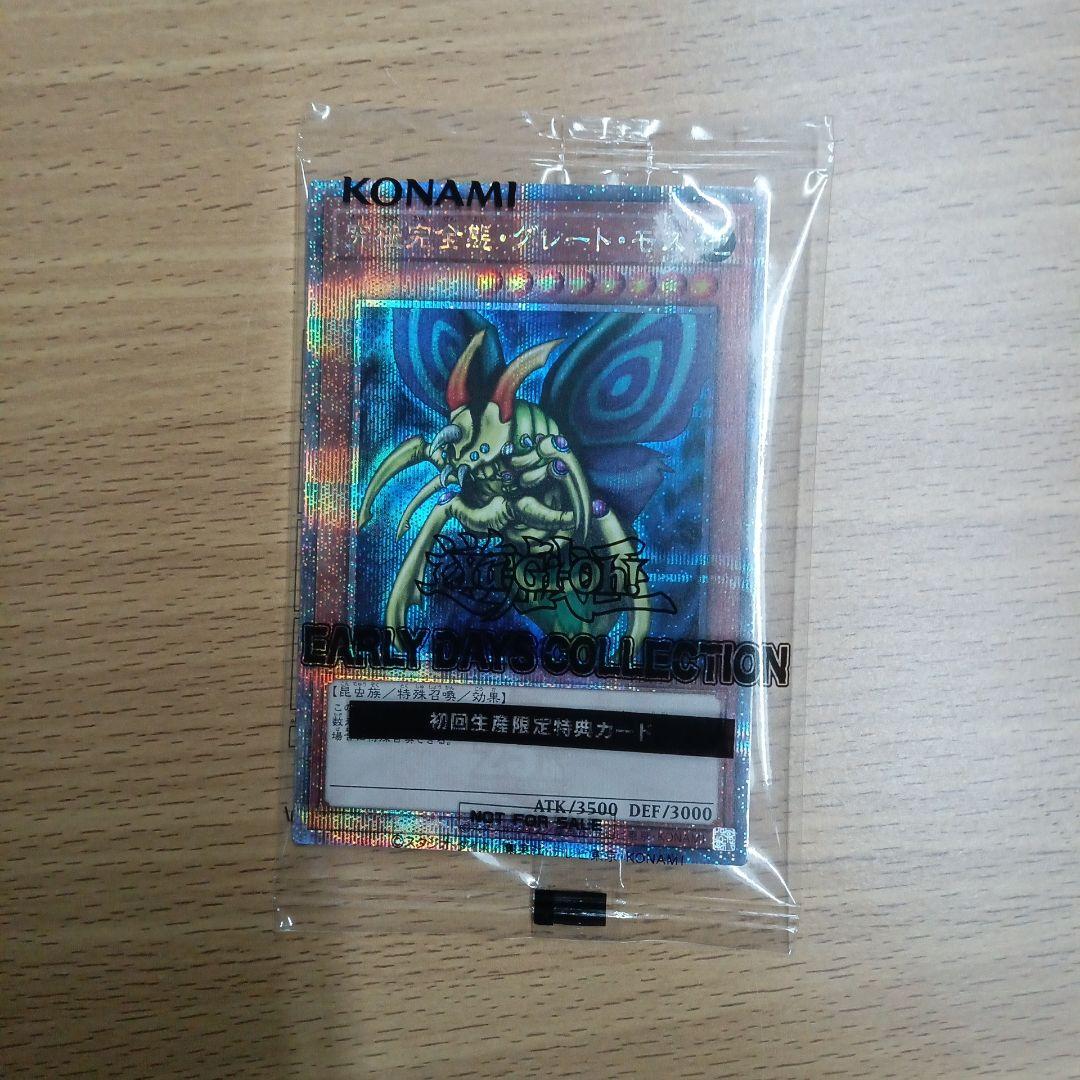 KONAMI
究極完全態・グレート・モス
Yu-Gi-Oh!
EARLY DAYS COLLECTION
【昆虫族／特殊召喚／効果】
初回生産限定特典カード
ATK/3500 DEF/3000
NOT FOR SALE
KONAMI